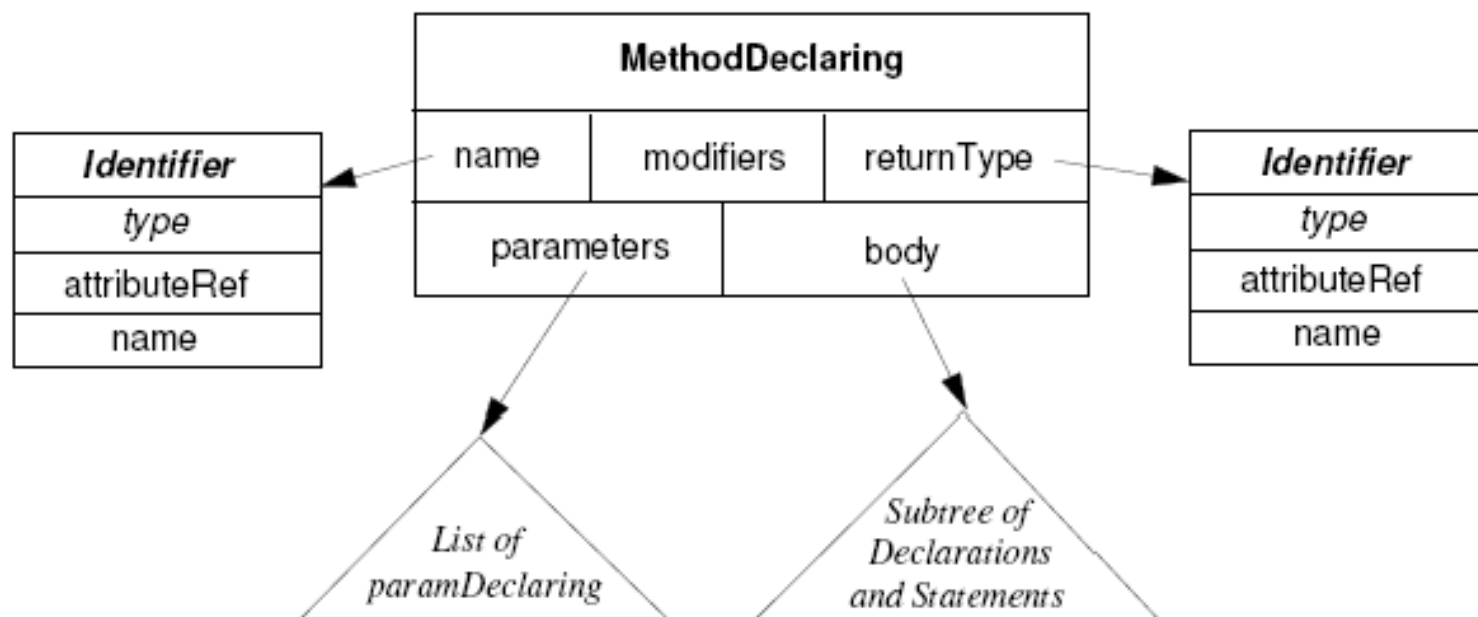 MethodDeclaring
name modifiers returnType
parameters body
Identifier
type
attributeRef
name
Identifier
type
attributeRef
name
List of
paramDeclaring
Subtree of
Declarations
and Statements